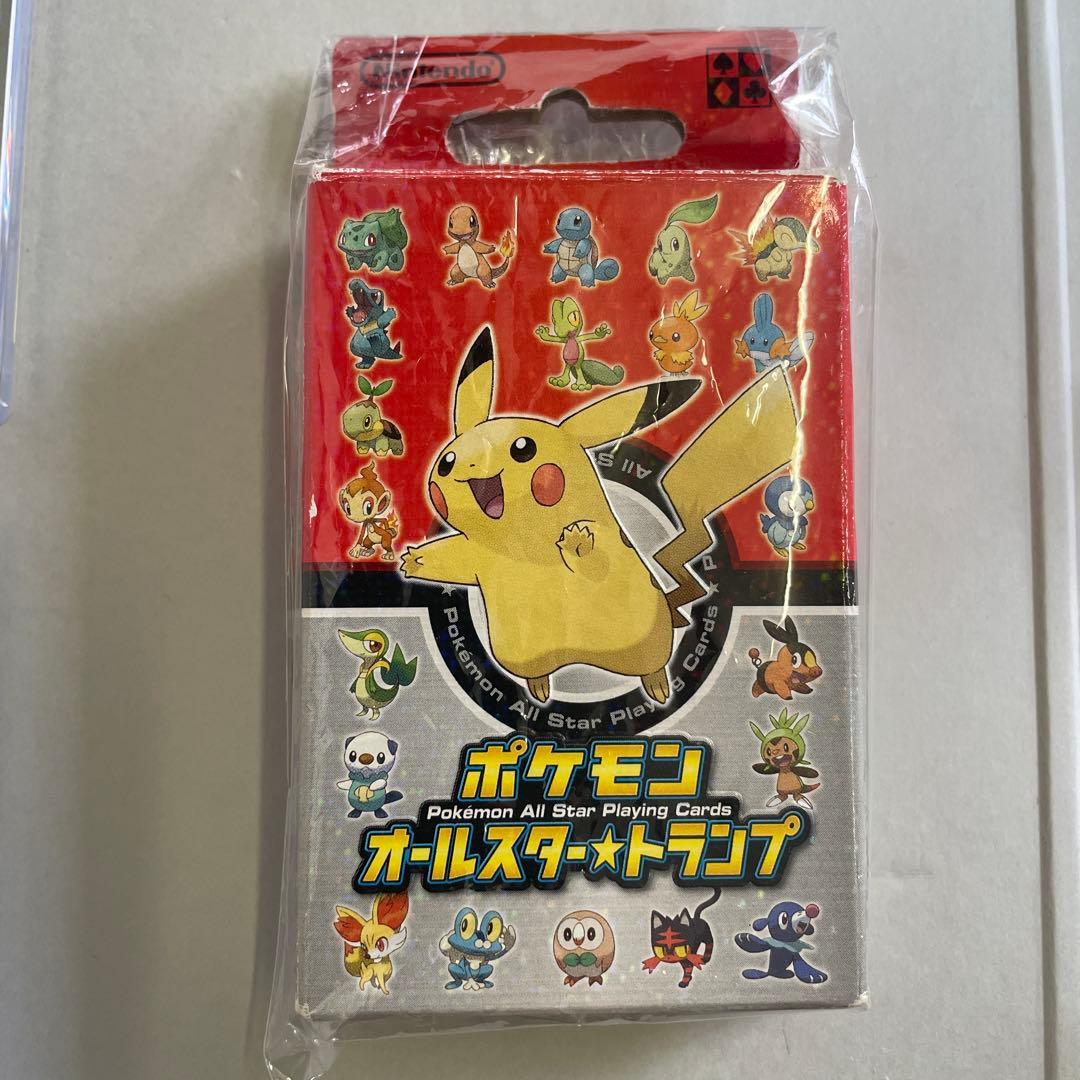 Nintendo
All S
★ Pokémon All Star Playing Cards ★ P
ポケモン
Pokémon All Star Playing Cards
オールスター★トランプ